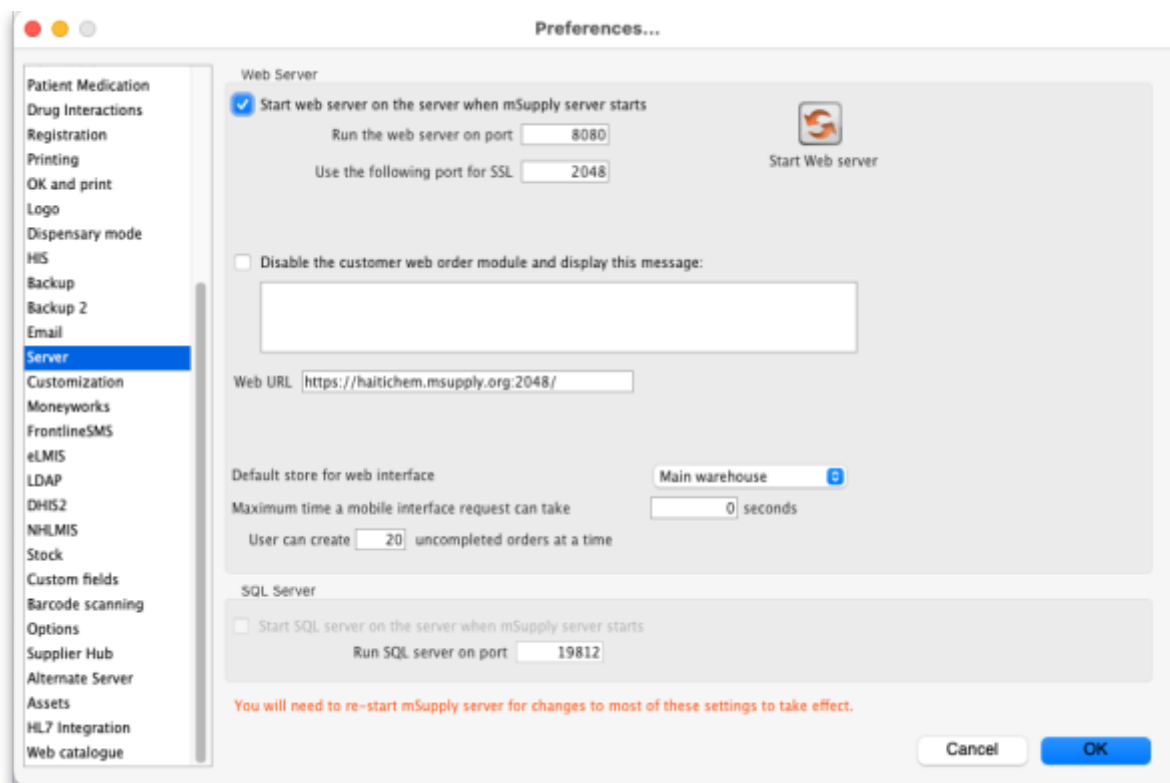 Preferences...
Patient Medication
Drug Interactions
Registration
Printing
OK and print
Logo
Dispensary mode
HIS
Backup
Backup 2
Email
Server
Customization
Moneyworks
FrontlineSMS
eLMIS
LDAP
DHIS2
NHLMIS
Stock
Custom fields
Barcode scanning
Options
Supplier Hub
Alternate Server
Assets
HL7 Integration
Web catalogue
Web Server
Start web server on the server when mSupply server starts
Run the web server on port 8080
Start Web server
Use the following port for SSL 2048
Disable the customer web order module and display this message:
Web URL https://haitichem.msupply.org:2048/
Default store for web interface Main warehouse
Maximum time a mobile interface request can take 0 seconds
User can create 20 uncompleted orders at a time
SQL Server
Start SQL server on the server when mSupply server starts
Run SQL server on port 19812
You will need to re-start mSupply server for changes to most of these settings to take effect.
Cancel OK